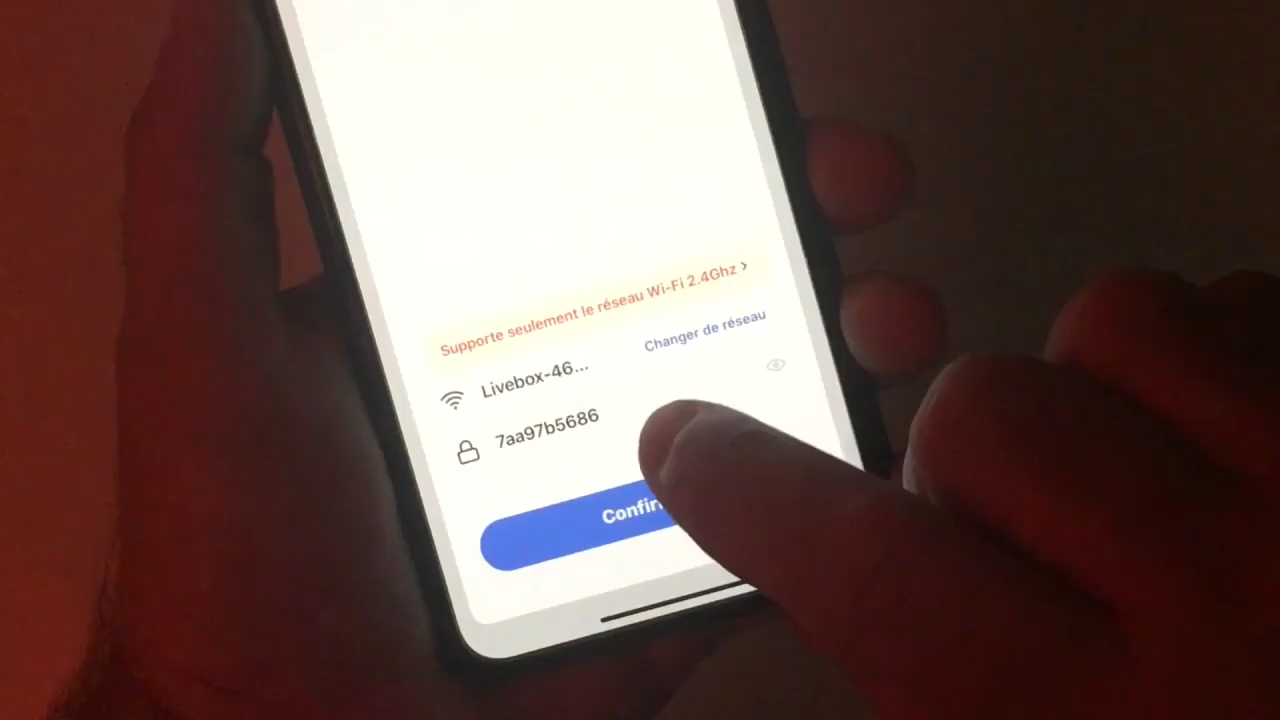 Supporte seulement le réseau Wi-Fi 2.4Ghz >
Changer de réseau
Livebox-46...
7aa97b5686
Confir